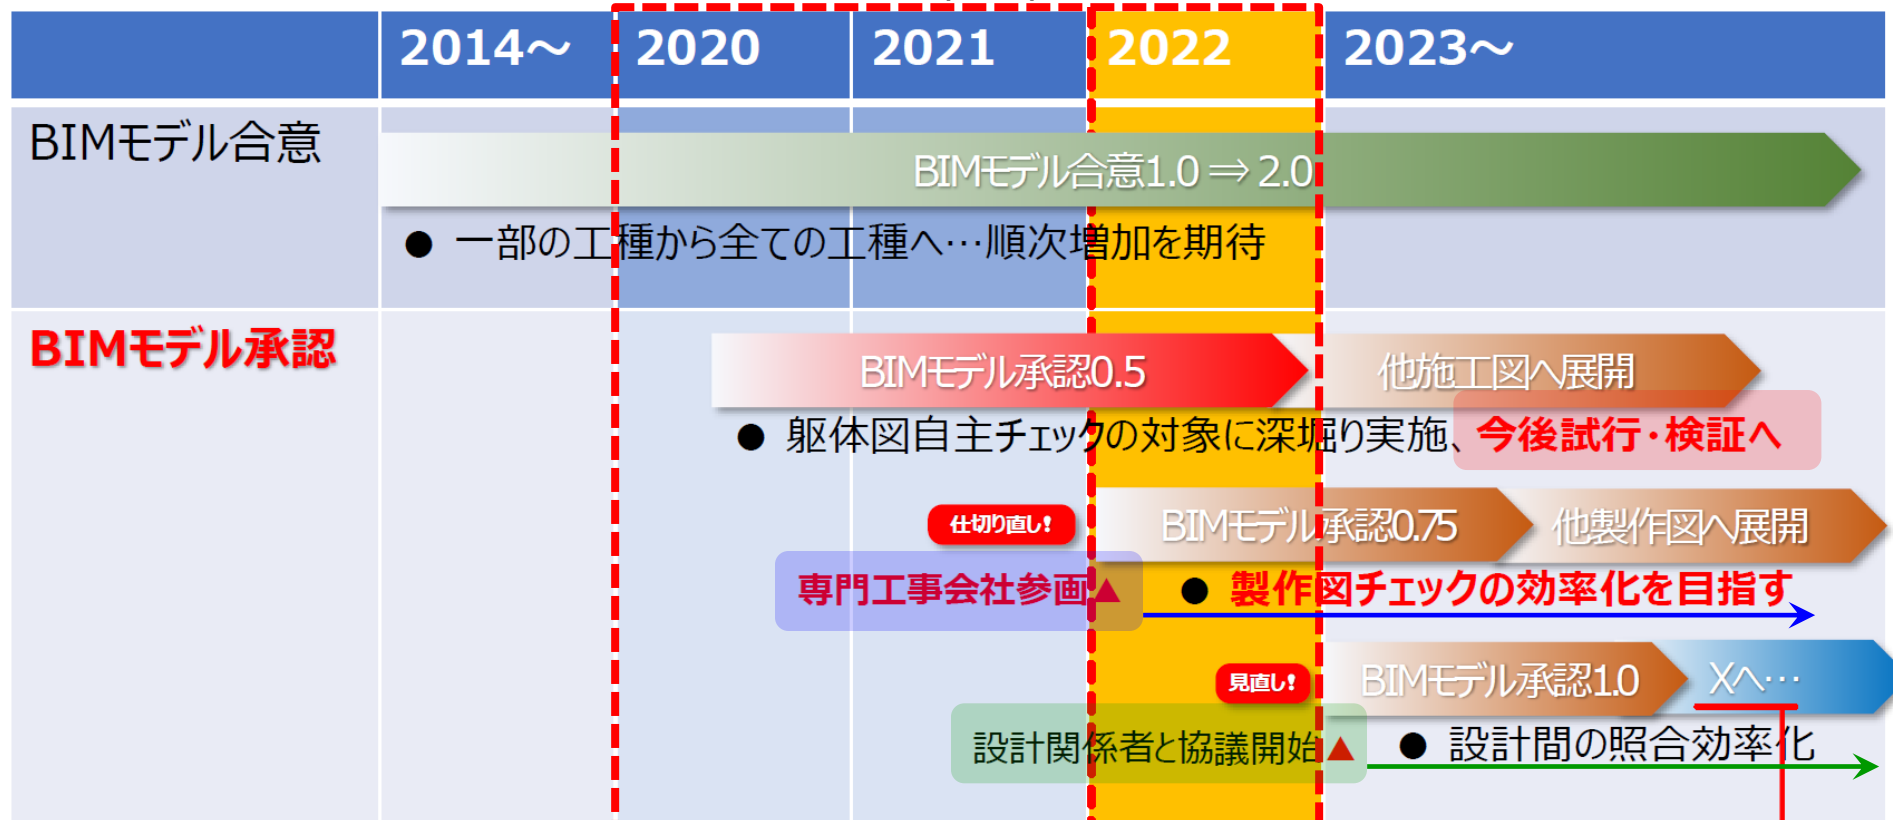 2014～ 2020 2021 2022 2023～
BIMモデル合意
BIMモデル合意1.0 ⇒ 2.0
● 一部の工種から全ての工種へ…順次増加を期待
BIMモデル承認
BIMモデル承認0.5 他施工図へ展開
● 躯体図自主チェックの対象に深堀り実施、今後試行・検証へ
仕切り直し！ BIMモデル承認0.75 他製作図へ展開
専門工事会社参画▲ ● 製作図チェックの効率化を目指す
見直し！ BIMモデル承認1.0 Xへ…
設計関係者と協議開始▲ ● 設計間の照合効率化